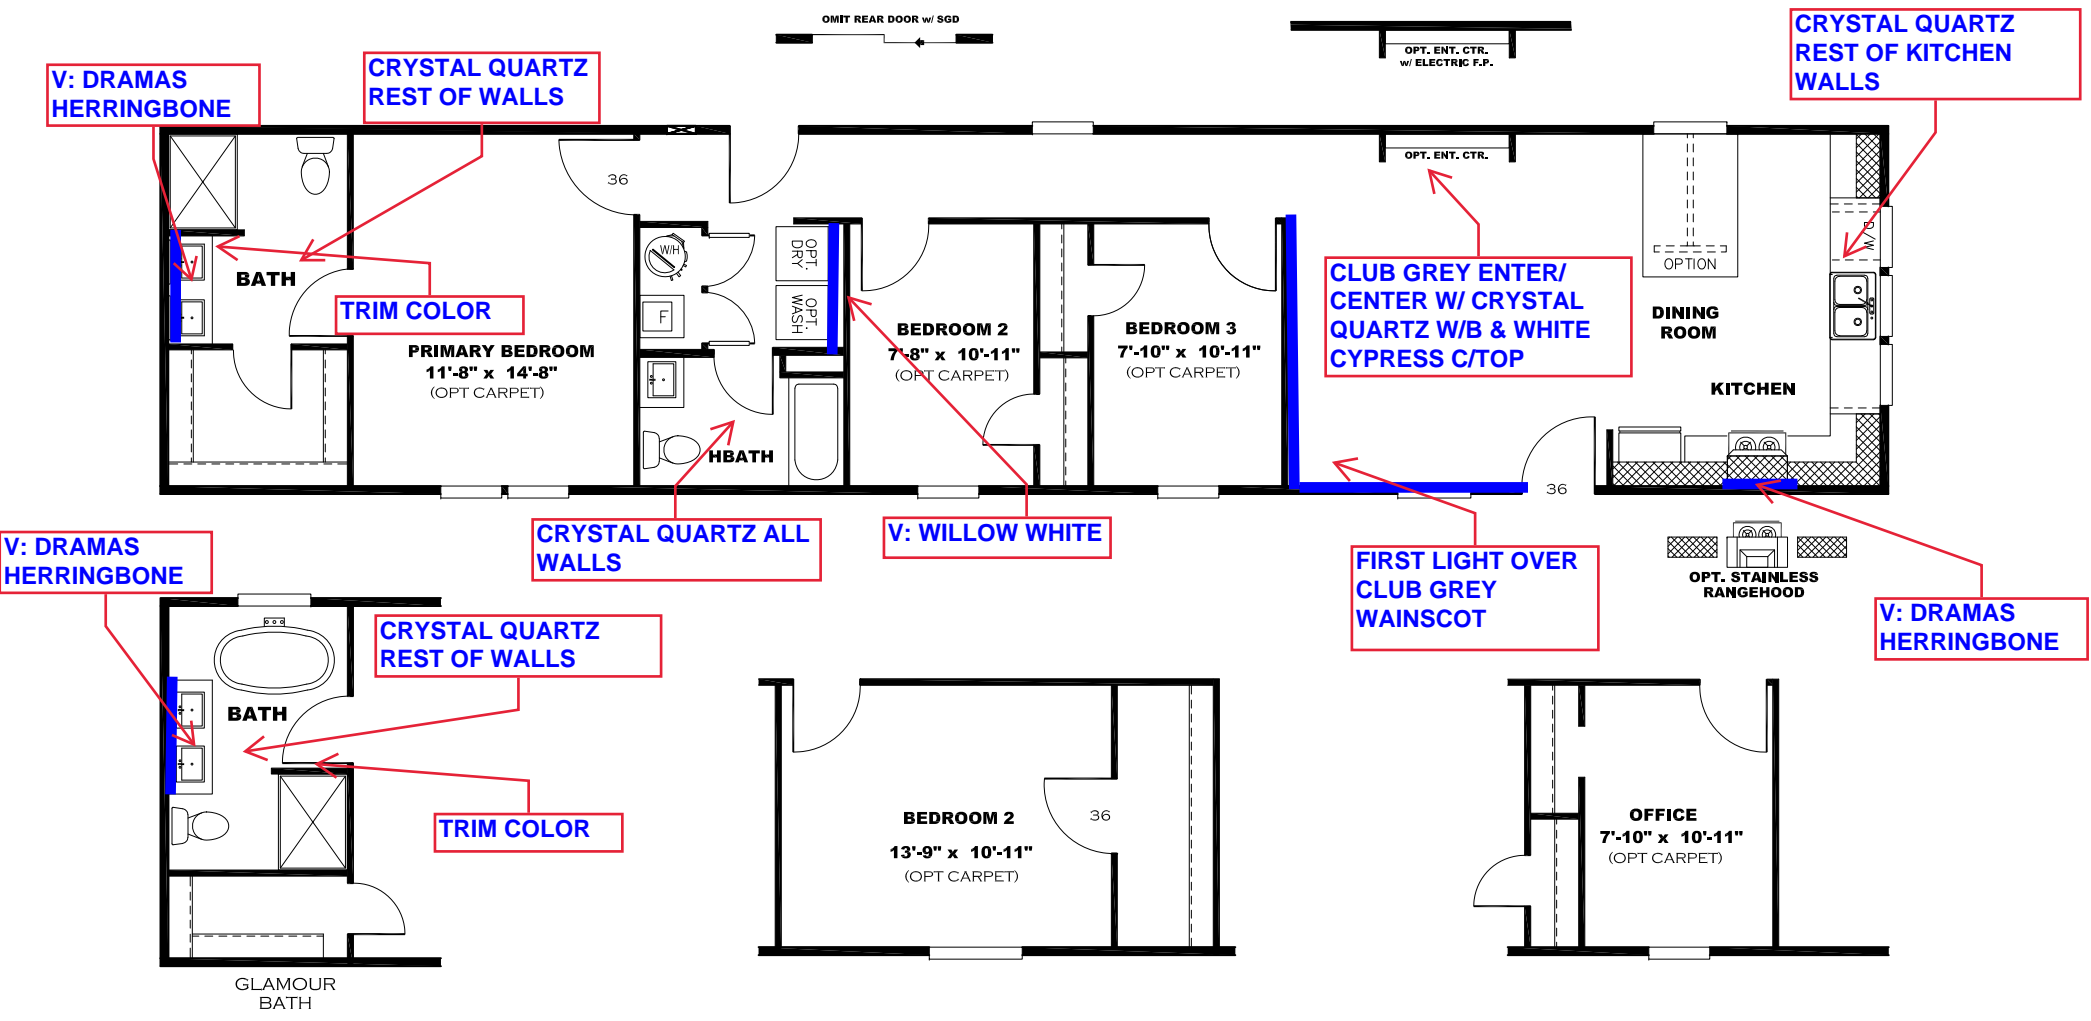 OMIT REAR DOOR w/ SGD
CRYSTAL QUARTZ
REST OF KITCHEN
WALLS
OPT. ENT. CTR.
w/ ELECTRIC F.P.
V: DRAMAS
HERRINGBONE
CRYSTAL QUARTZ
REST OF WALLS
OPT. ENT. CTR.
36
W/H
OPT.
DRY
OPT.
WASH
F
D/W
OPTION
BATH
TRIM COLOR
CLUB GREY ENTER/
CENTER W/ CRYSTAL
QUARTZ W/B & WHITE
CYPRESS C/TOP
DINING
ROOM
PRIMARY BEDROOM
11'-8" x 14'-8"
(OPT CARPET)
BEDROOM 2
7'-8" x 10'-11"
(OPT CARPET)
BEDROOM 3
7'-10" x 10'-11"
(OPT CARPET)
KITCHEN
HBATH
36
CRYSTAL QUARTZ ALL
WALLS
V: WILLOW WHITE
FIRST LIGHT OVER
CLUB GREY
WAINSCOT
OPT. STAINLESS
RANGEHOOD
V: DRAMAS
HERRINGBONE
V: DRAMAS
HERRINGBONE
CRYSTAL QUARTZ
REST OF WALLS
BATH
TRIM COLOR
GLAMOUR
BATH
BEDROOM 2
13'-9" x 10'-11"
(OPT CARPET)
36
OFFICE
7'-10" x 10'-11"
(OPT CARPET)